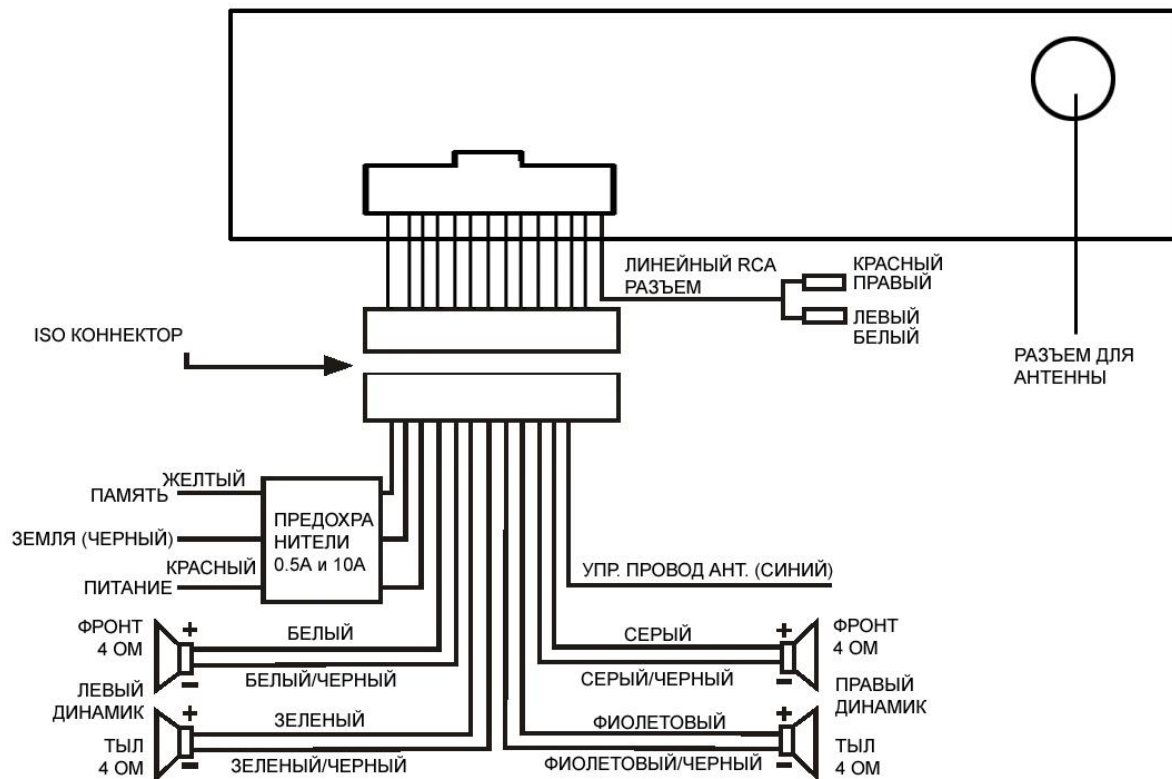 ЛИНЕЙНЫЙ RCA
РАЗЪЕМ
КРАСНЫЙ
ПРАВЫЙ
ЛЕВЫЙ
БЕЛЫЙ
ISO КОННЕКТОР
РАЗЪЕМ ДЛЯ
АНТЕННЫ
ЖЕЛТЫЙ
ПАМЯТЬ
ЗЕМЛЯ (ЧЕРНЫЙ)
КРАСНЫЙ
ПИТАНИЕ
ПРЕДОХРА
НИТЕЛИ
0.5А и 10А
УПР. ПРОВОД АНТ. (СИНИЙ)
ФРОНТ
4 ОМ
+
−
БЕЛЫЙ
БЕЛЫЙ/ЧЕРНЫЙ
ЛЕВЫЙ
ДИНАМИК
ТЫЛ
4 ОМ
+
−
ЗЕЛЕНЫЙ
ЗЕЛЕНЫЙ/ЧЕРНЫЙ
СЕРЫЙ
СЕРЫЙ/ЧЕРНЫЙ
+
−
ФРОНТ
4 ОМ
ПРАВЫЙ
ДИНАМИК
ФИОЛЕТОВЫЙ
ФИОЛЕТОВЫЙ/ЧЕРНЫЙ
+
−
ТЫЛ
4 ОМ